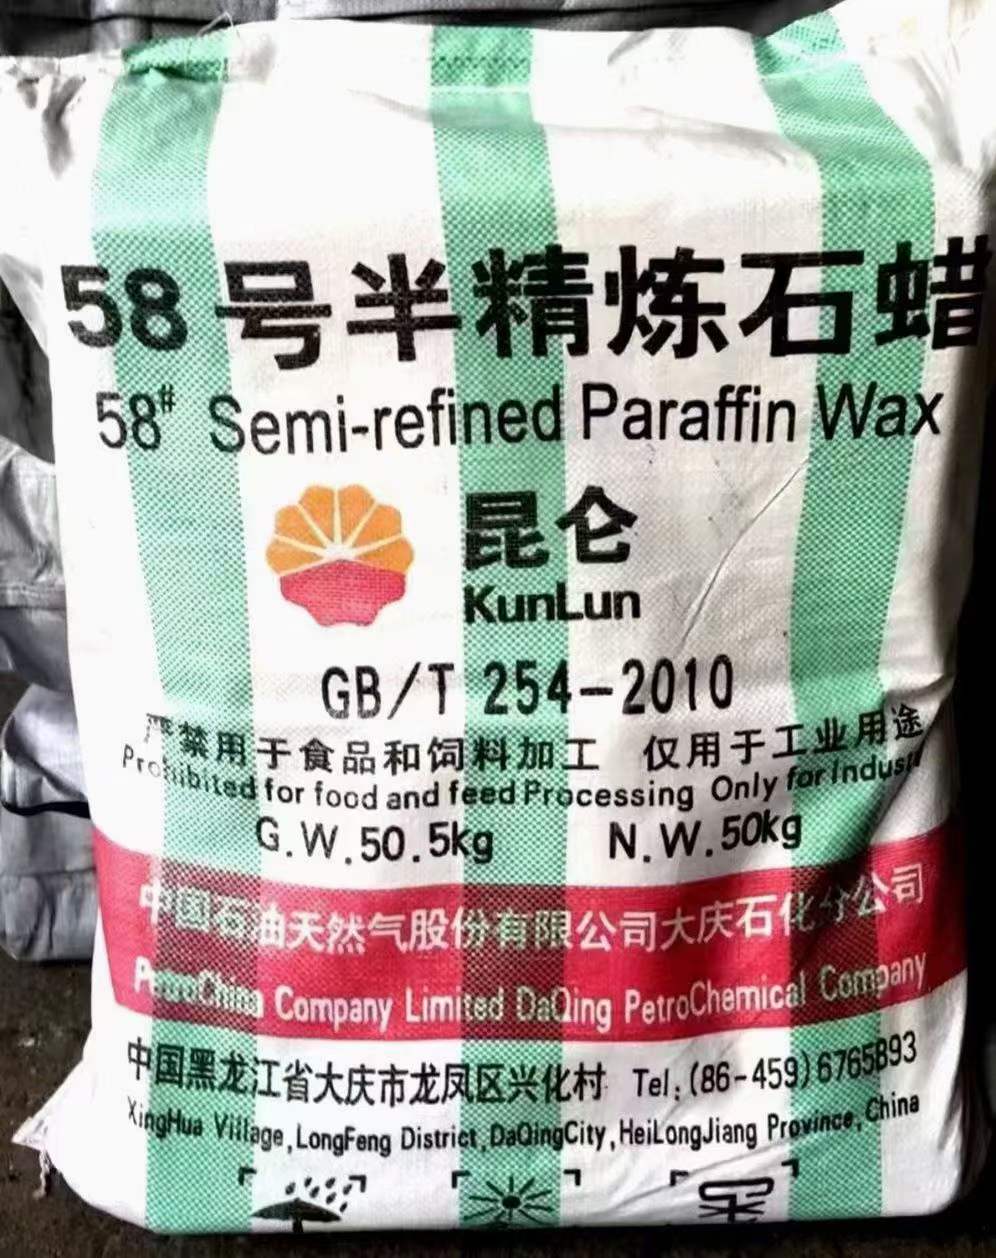 58号半精炼石蜡
58# Semi-refined Paraffin Wax
昆仑
KunLun
GB/T 254-2010
严禁用于食品和饲料加工 仅用于工业用途
Prohibited for food and feed Processing Only for Indust
G.W.50.5kg N.W.50kg
中国石油天然气股份有限公司大庆石化分公司
PetroChina Company Limited DaQing PetroChemical Company
中国黑龙江省大庆市龙凤区兴化村 Tel:(86-459)6765893
XingHua Village,LongFeng District,DaQingCity,HeiLongJiang Province,China